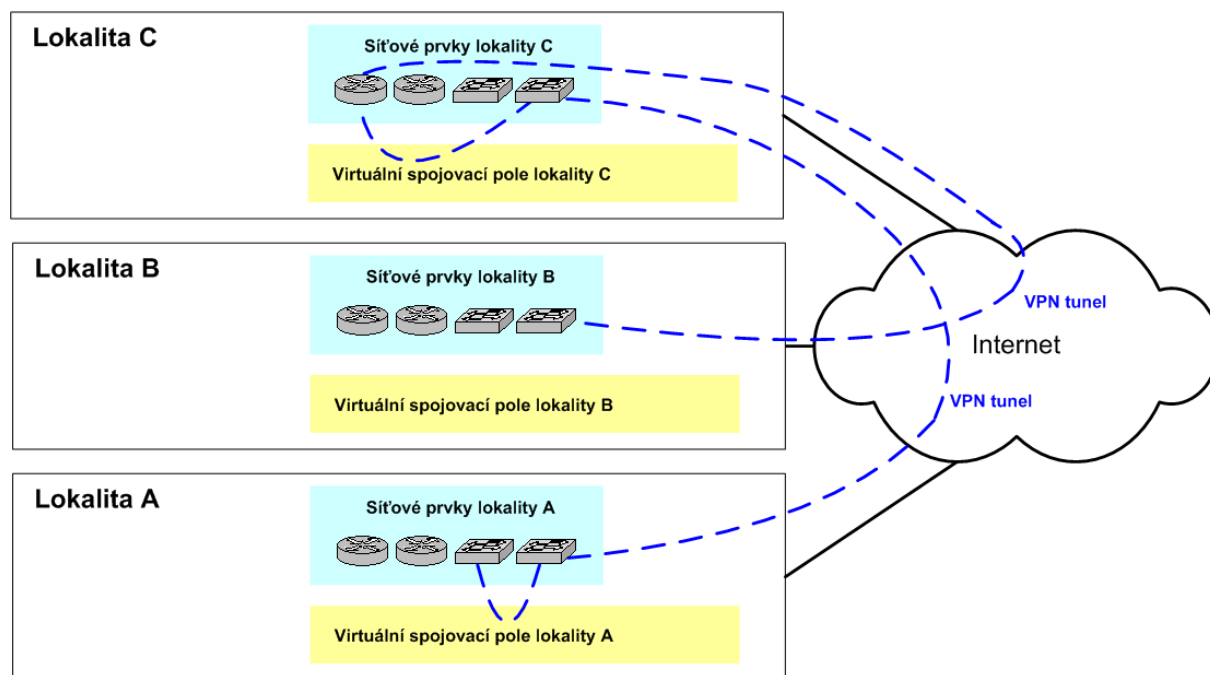 Lokalita C
Síťové prvky lokality C
Virtuální spojovací pole lokality C
Lokalita B
Síťové prvky lokality B
Virtuální spojovací pole lokality B
VPN tunel
Internet
VPN tunel
Lokalita A
Síťové prvky lokality A
Virtuální spojovací pole lokality A